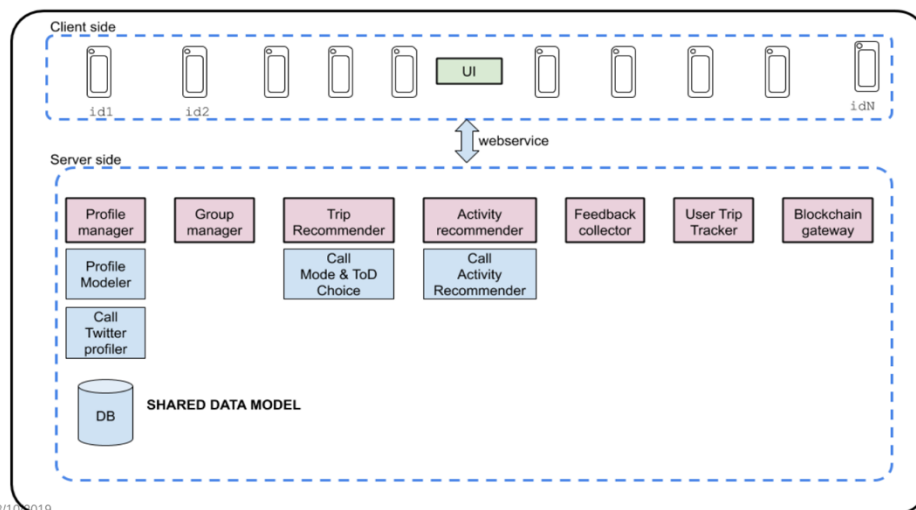 Client side
UI
id1
id2
idN
webservice
Server side
Profile
manager
Group
manager
Trip
Recommender
Activity
recommender
Feedback
collector
User Trip
Tracker
Blockchain
gateway
Profile
Modeler
Call
Mode & ToD
Choice
Call
Activity
Recommender
Call
Twitter
profiler
DB
SHARED DATA MODEL